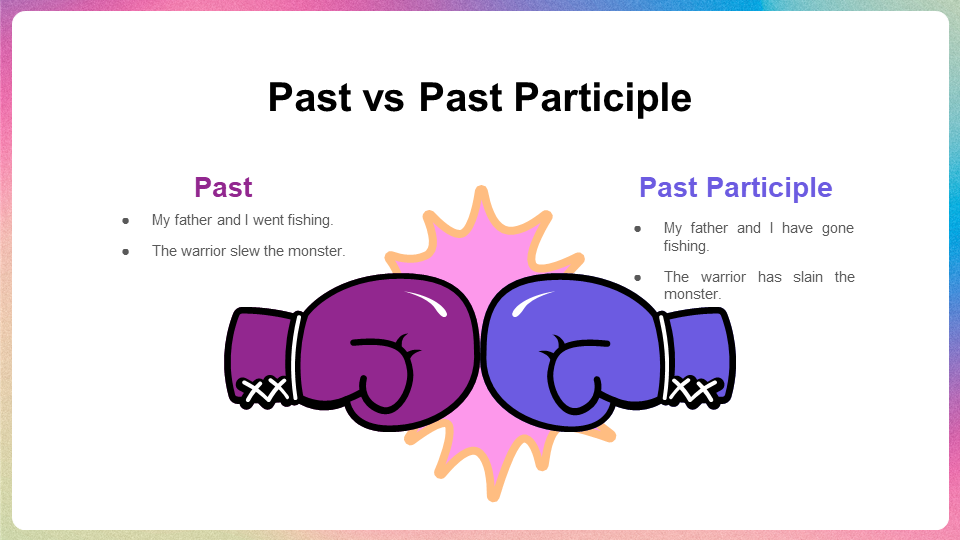 Past vs Past Participle
Past
● My father and I went fishing.
● The warrior slew the monster.
Past Participle
● My father and I have gone
fishing.
● The warrior has slain the
monster.